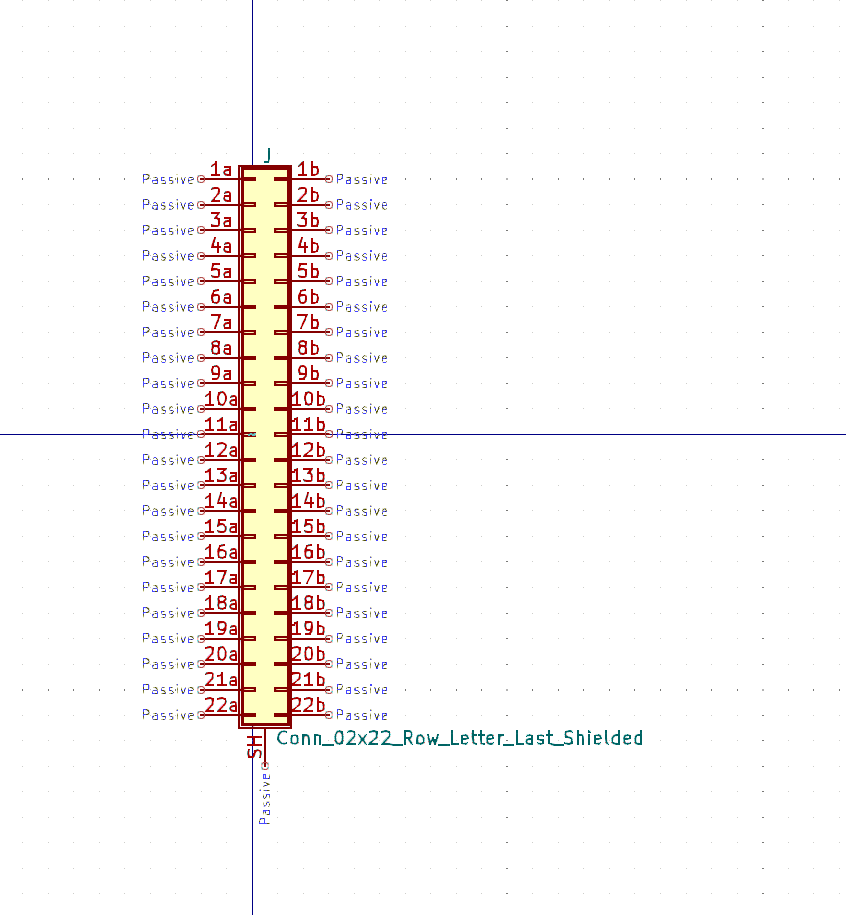 J
Passive 1a 1b Passive
Passive 2a 2b Passive
Passive 3a 3b Passive
Passive 4a 4b Passive
Passive 5a 5b Passive
Passive 6a 6b Passive
Passive 7a 7b Passive
Passive 8a 8b Passive
Passive 9a 9b Passive
Passive 10a 10b Passive
Passive 11a 11b Passive
Passive 12a 12b Passive
Passive 13a 13b Passive
Passive 14a 14b Passive
Passive 15a 15b Passive
Passive 16a 16b Passive
Passive 17a 17b Passive
Passive 18a 18b Passive
Passive 19a 19b Passive
Passive 20a 20b Passive
Passive 21a 21b Passive
Passive 22a 22b Passive
SH
Conn_02x22_Row_Letter_Last_Shielded
Passive